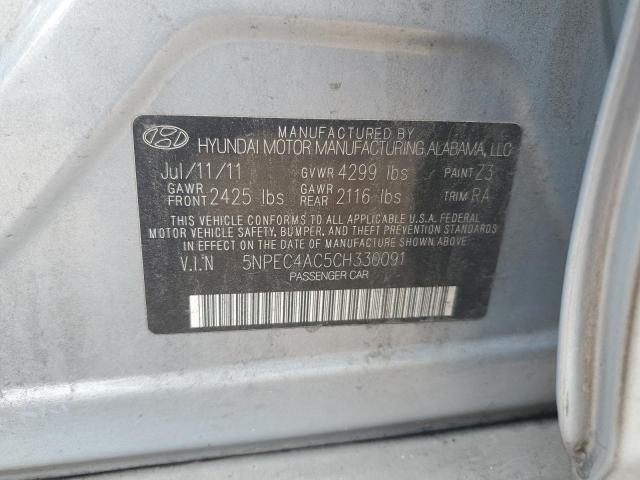 MANUFACTURED BY
HYUNDAI MOTOR MANUFACTURING ALABAMA, LLC
Jul/11/11 GVWR 4299 lbs PAINT Z3
GAWR FRONT 2425 lbs GAWR REAR 2116 lbs TRIM RA
THIS VEHICLE CONFORMS TO ALL APPLICABLE U.S.A. FEDERAL
MOTOR VEHICLE SAFETY, BUMPER, AND THEFT PREVENTION STANDARDS
IN EFFECT ON THE DATE OF MANUFACTURE SHOWN ABOVE.
V.I.N 5NPEC4AC5CH330091
PASSENGER CAR